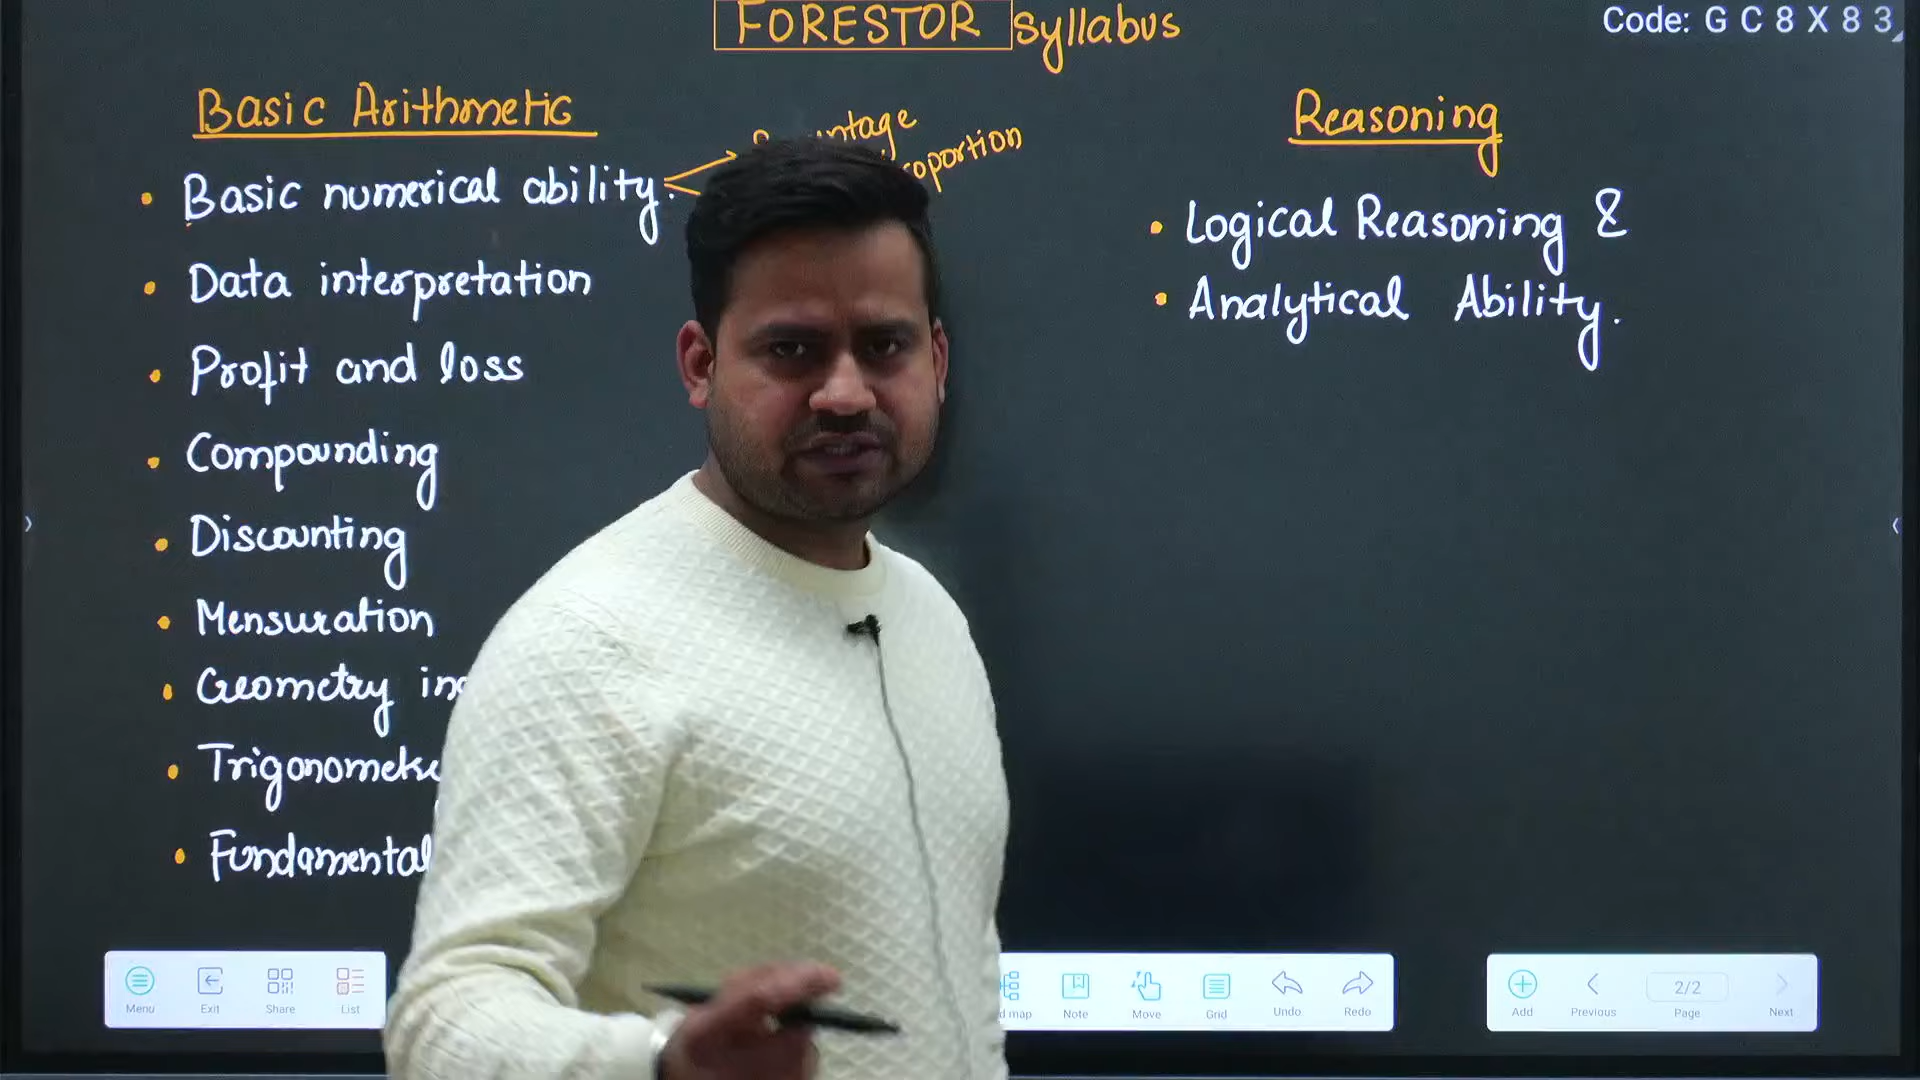 FORESTOR syllabus
Code: G C 8 X 8 3
Basic Arithmetic
• Basic numerical ability.
• Data interpretation
• Profit and loss
• Compounding
• Discounting
• Mensuration
• Geometry
•
• Fundamental
Reasoning
• Logical Reasoning &
• Analytical Ability.
Menu
Exit
Share
List
map
Note
Move
Grid
Undo
Redo
Add
Previous
2/2
Page
Next